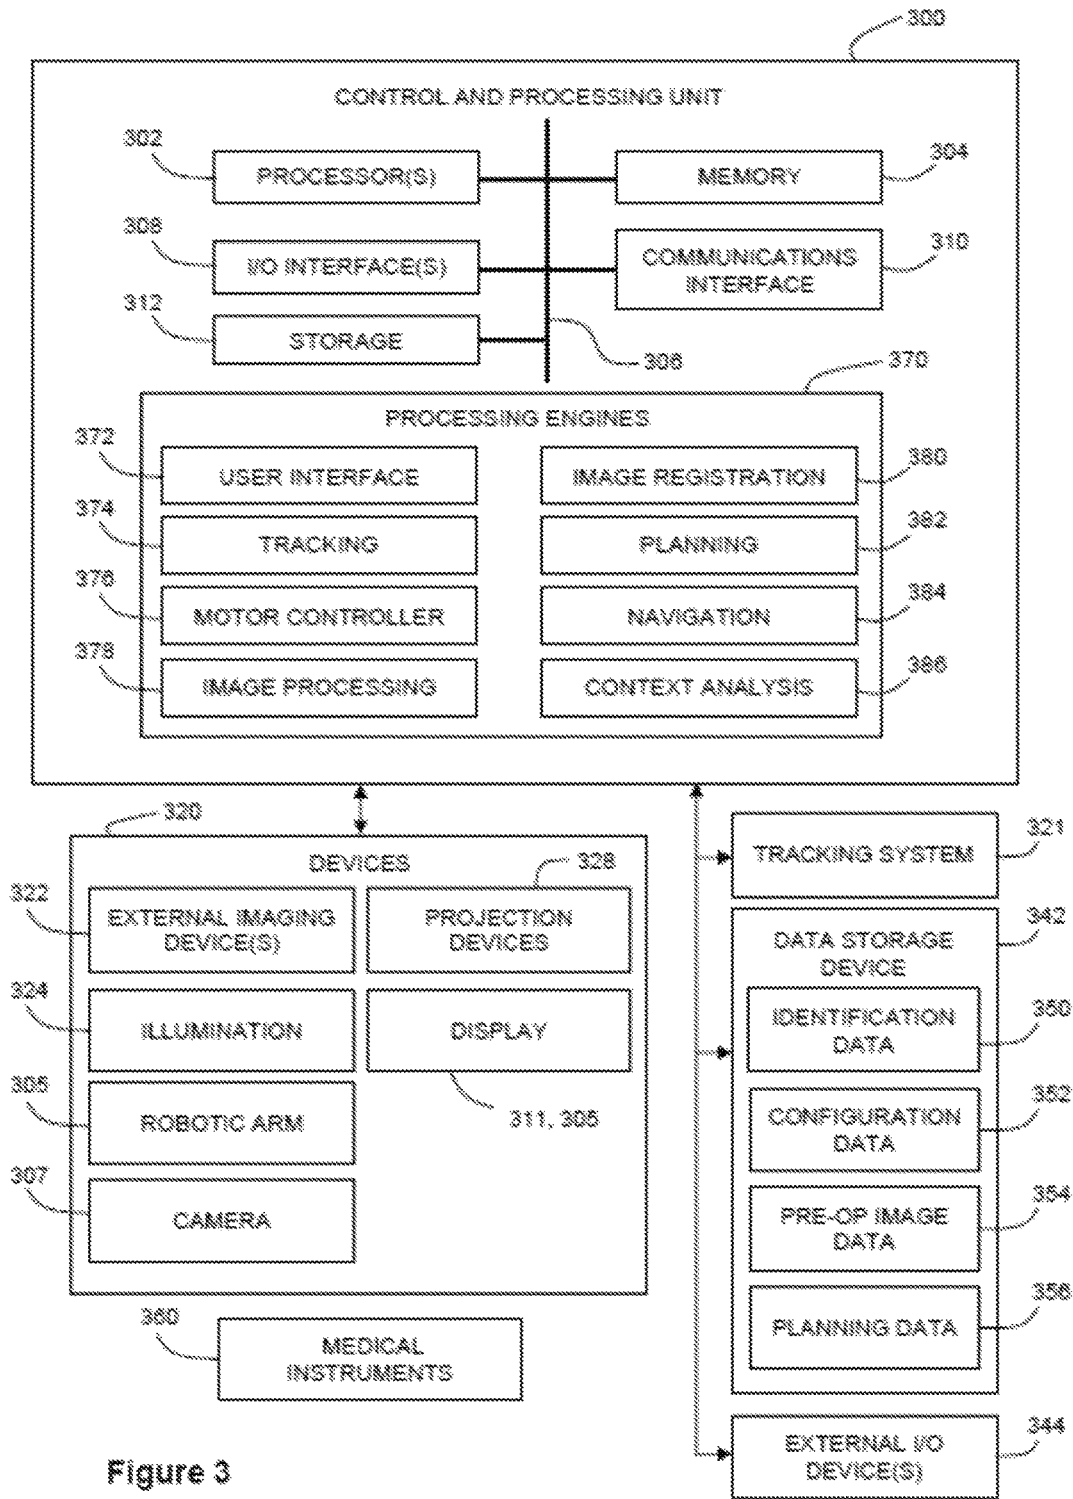 300
CONTROL AND PROCESSING UNIT
302
PROCESSOR(S)
MEMORY
304
308
I/O INTERFACE(S)
COMMUNICATIONS
INTERFACE
310
312
STORAGE
306
370
PROCESSING ENGINES
372
USER INTERFACE
IMAGE REGISTRATION
380
374
TRACKING
PLANNING
382
376
MOTOR CONTROLLER
NAVIGATION
384
378
IMAGE PROCESSING
CONTEXT ANALYSIS
386
320
DEVICES
328
322
EXTERNAL IMAGING
DEVICE(S)
PROJECTION
DEVICES
324
ILLUMINATION
DISPLAY
311, 305
305
ROBOTIC ARM
307
CAMERA
360
MEDICAL
INSTRUMENTS
TRACKING SYSTEM
321
DATA STORAGE
DEVICE
342
IDENTIFICATION
DATA
350
CONFIGURATION
DATA
352
PRE-OP IMAGE
DATA
354
PLANNING DATA
356
EXTERNAL I/O
DEVICE(S)
344
Figure 3